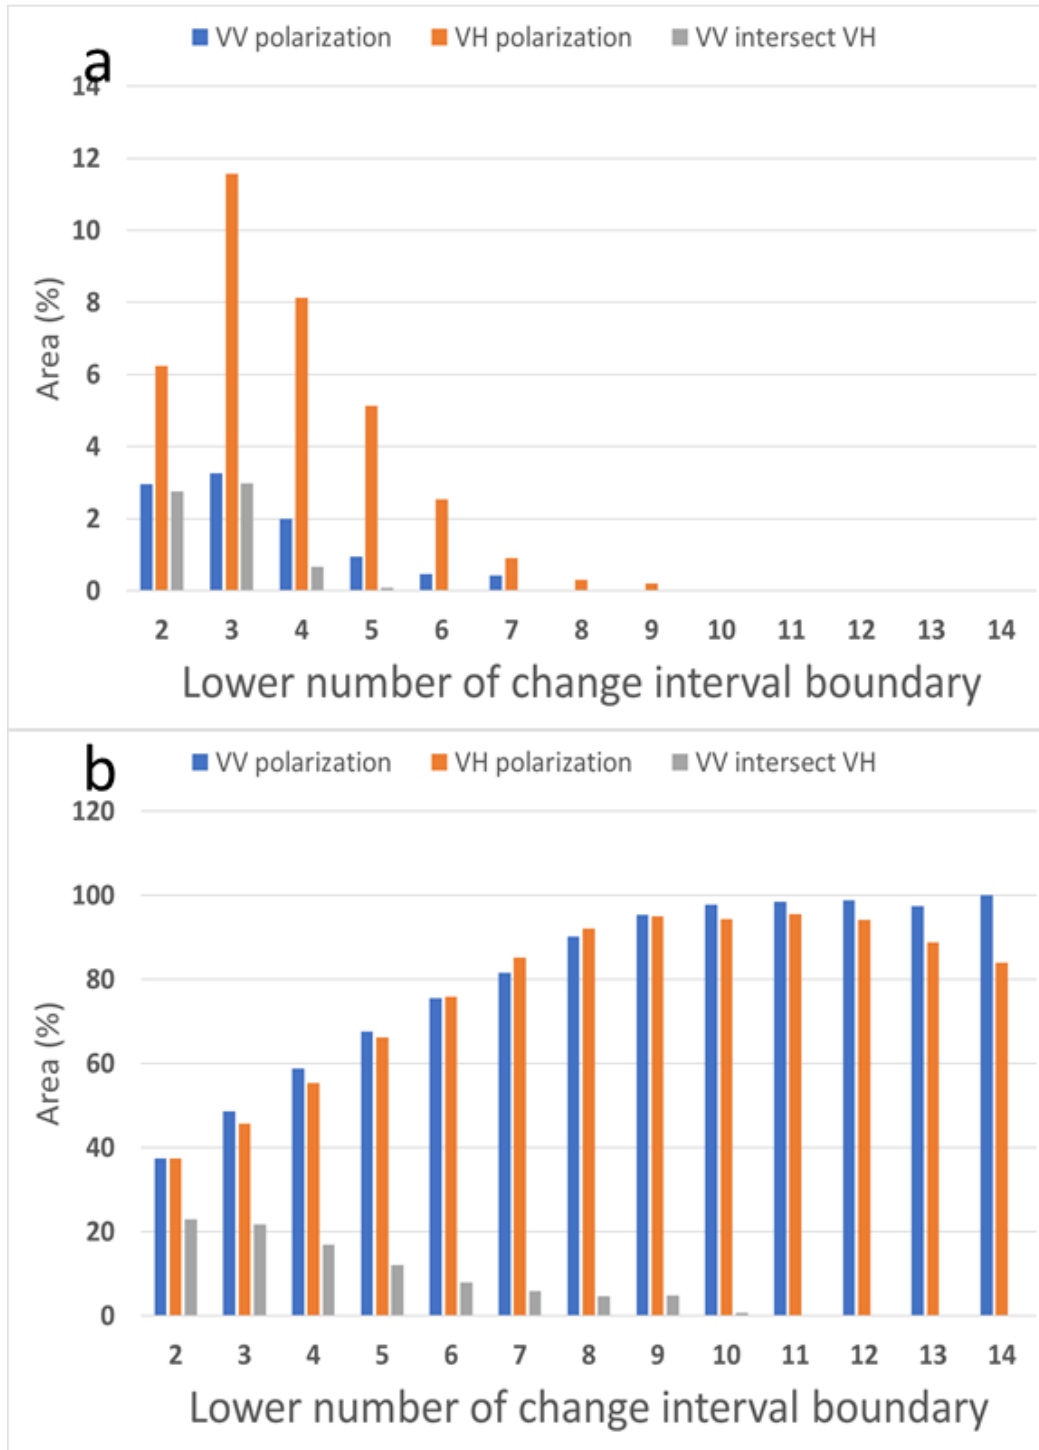 VV polarization VH polarization VV intersect VH
a
14
12
10
8
6
4
2
0
Area (%)
2 3 4 5 6 7 8 9 10 11 12 13 14
Lower number of change interval boundary
VV polarization VH polarization VV intersect VH
b
120
100
80
60
40
20
0
Area (%)
2 3 4 5 6 7 8 9 10 11 12 13 14
Lower number of change interval boundary